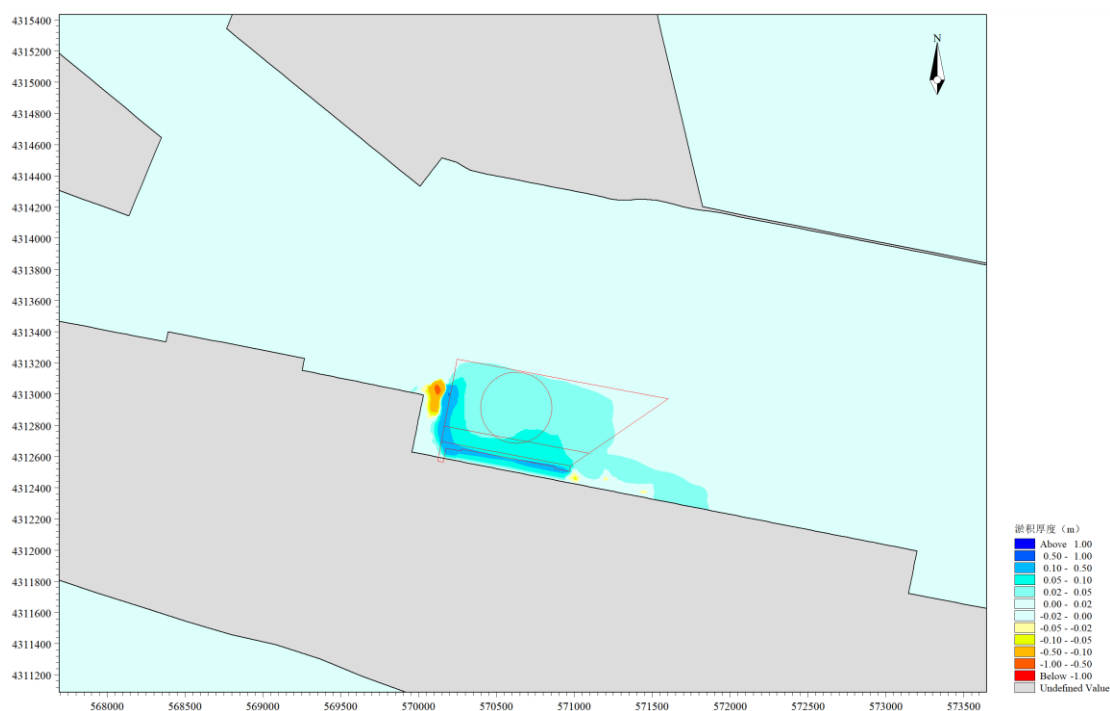 4315400
4315200
4315000
4314800
4314600
4314400
4314200
4314000
4313800
4313600
4313400
4313200
4313000
4312800
4312600
4312400
4312200
4312000
4311800
4311600
4311400
4311200
N
568000 568500 569000 569500 570000 570500 571000 571500 572000 572500 573000 573500
淤积厚度（m）
Above 1.00
0.50 - 1.00
0.10 - 0.50
0.05 - 0.10
0.02 - 0.05
0.00 - 0.02
-0.02 - 0.00
-0.05 - -0.02
-0.10 - -0.05
-0.50 - -0.10
-1.00 - -0.50
Below -1.00
Undefined Value